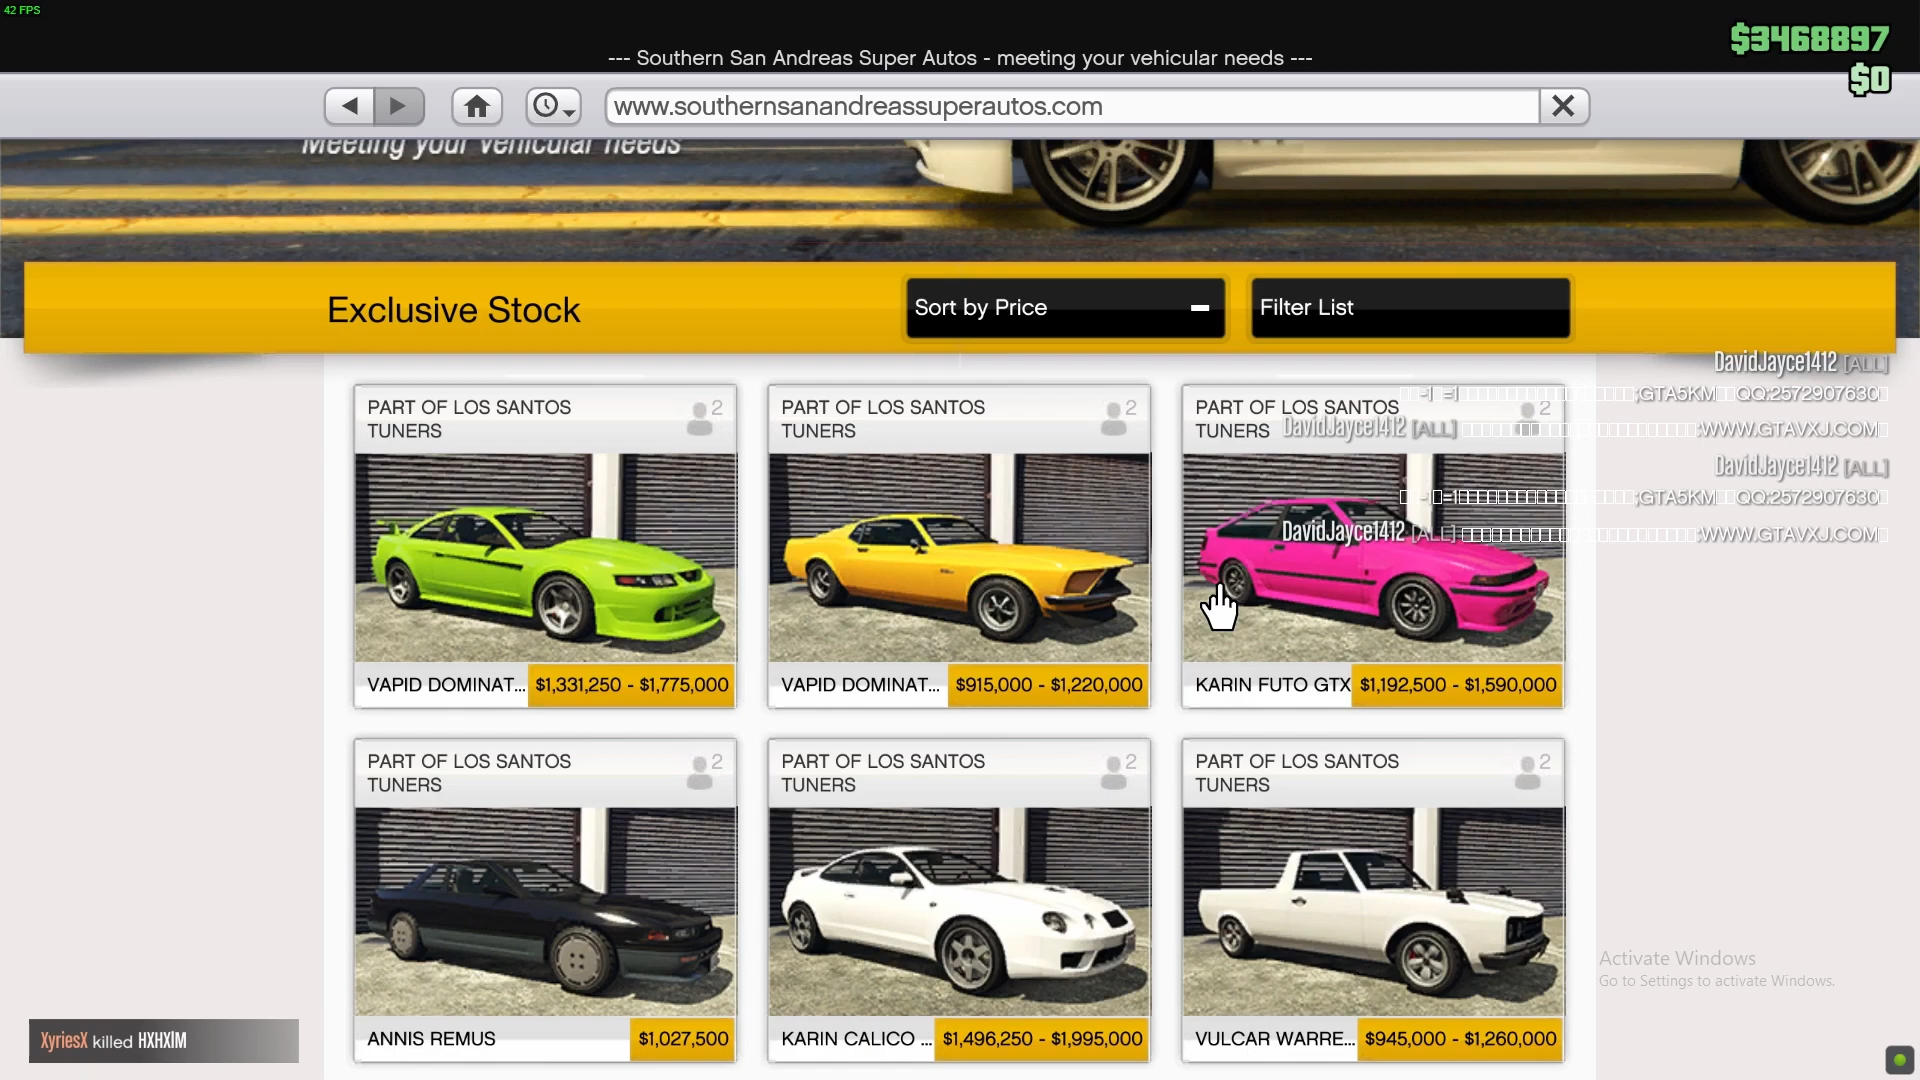 42 FPS
$3468897
--- Southern San Andreas Super Autos - meeting your vehicular needs ---
$0
www.southernsanandreassuperautos.com
Meeting your vehicular needs
Exclusive Stock
Sort by Price
Filter List
DavidJayce1412 [ALL]
;GTA5KM QQ:2572907630
DavidJayce1412 [ALL] :WWW.GTAVXJ.COM
DavidJayce1412 [ALL]
;GTA5KM QQ:2572907630
DavidJayce1412 [ALL] :WWW.GTAVXJ.COM
PART OF LOS SANTOS
TUNERS
2
PART OF LOS SANTOS
TUNERS
2
PART OF LOS SANTOS
TUNERS
2
VAPID DOMINAT... $1,331,250 - $1,775,000
VAPID DOMINAT... $915,000 - $1,220,000
KARIN FUTO GTX $1,192,500 - $1,590,000
PART OF LOS SANTOS
TUNERS
2
PART OF LOS SANTOS
TUNERS
2
PART OF LOS SANTOS
TUNERS
2
ANNIS REMUS $1,027,500
KARIN CALICO ... $1,496,250 - $1,995,000
VULCAR WARRE... $945,000 - $1,260,000
Activate Windows
Go to Settings to activate Windows.
XyriesX killed HXHXlM